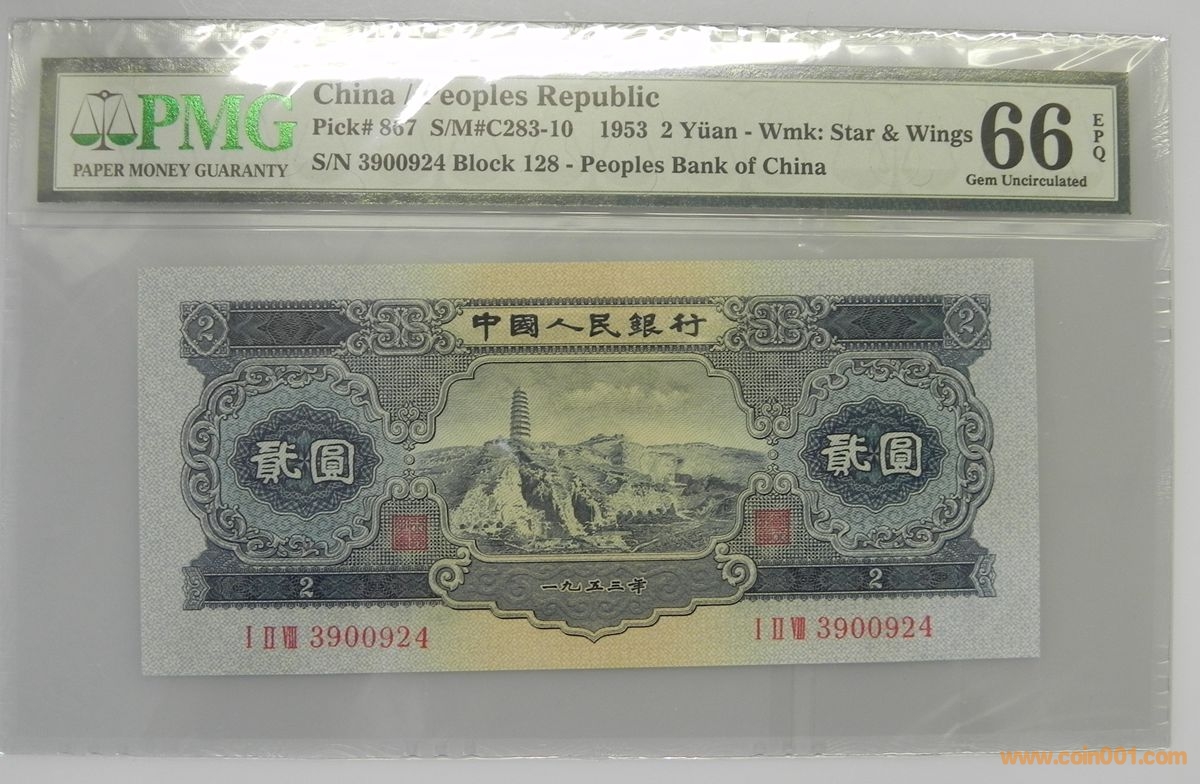 PMG
PAPER MONEY GUARANTY
China / Peoples Republic
Pick# 867 S/M#C283-10 1953 2 Yüan - Wmk: Star & Wings
S/N 3900924 Block 128 - Peoples Bank of China
66
EPQ
Gem Uncirculated
2
中國人民銀行
2
貳圓
貳圓
2
一九五三年
2
I II VIII 3900924
I II VIII 3900924
www.coin001.com